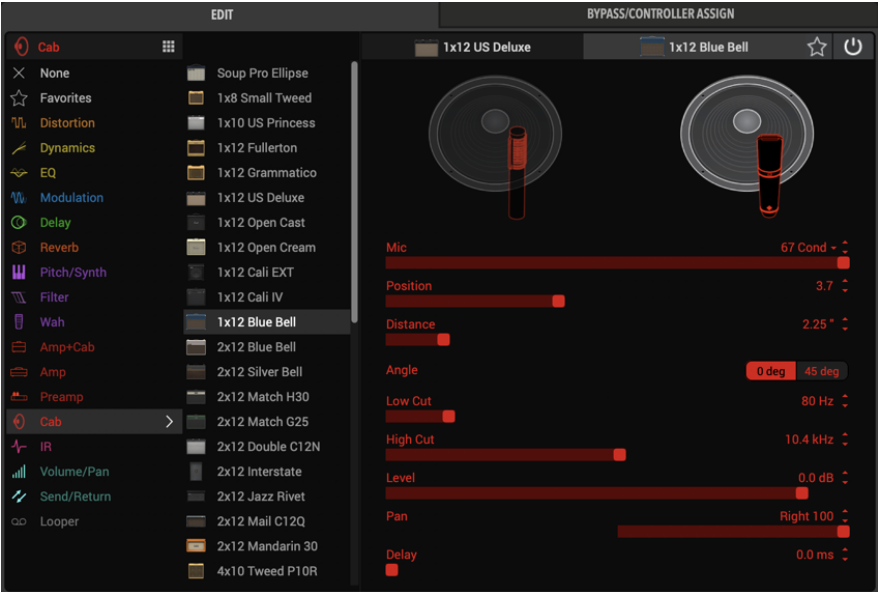 EDIT
BYPASS/CONTROLLER ASSIGN
Cab
None
Favorites
Distortion
Dynamics
EQ
Modulation
Delay
Reverb
Pitch/Synth
Filter
Wah
Amp+Cab
Amp
Preamp
Cab
IR
Volume/Pan
Send/Return
Looper
Soup Pro Ellipse
1x8 Small Tweed
1x10 US Princess
1x12 Fullerton
1x12 Grammatico
1x12 US Deluxe
1x12 Open Cast
1x12 Open Cream
1x12 Cali EXT
1x12 Cali IV
1x12 Blue Bell
2x12 Blue Bell
2x12 Silver Bell
2x12 Match H30
2x12 Match G25
2x12 Double C12N
2x12 Interstate
2x12 Jazz Rivet
2x12 Mail C12Q
2x12 Mandarin 30
4x10 Tweed P10R
1x12 US Deluxe
1x12 Blue Bell
Mic 67 Cond
Position 3.7
Distance 2.25 "
Angle 0 deg 45 deg
Low Cut 80 Hz
High Cut 10.4 kHz
Level 0.0 dB
Pan Right 100
Delay 0.0 ms